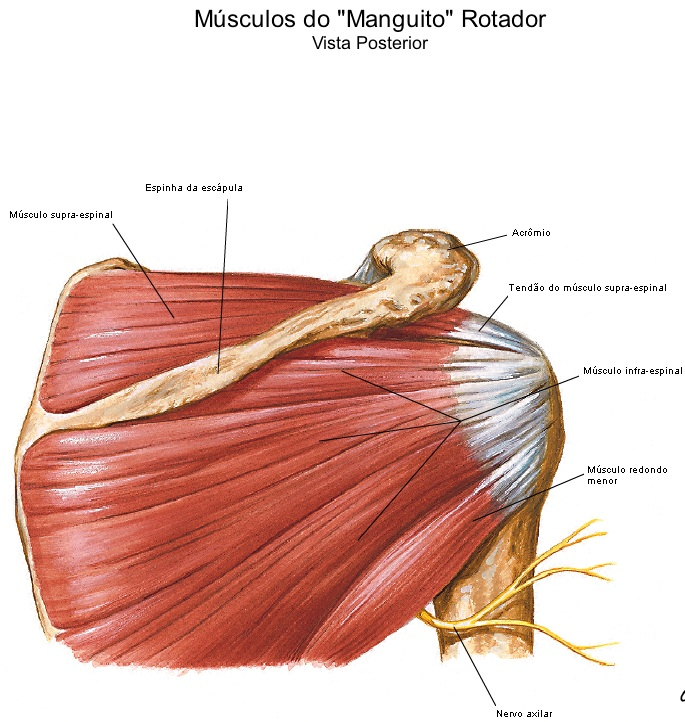 Músculos do "Manguito" Rotador
Vista Posterior
Espinha da escápula
Músculo supra-espinal
Acrômio
Tendão do músculo supra-espinal
Músculo infra-espinal
Músculo redondo
menor
Nervo axilar